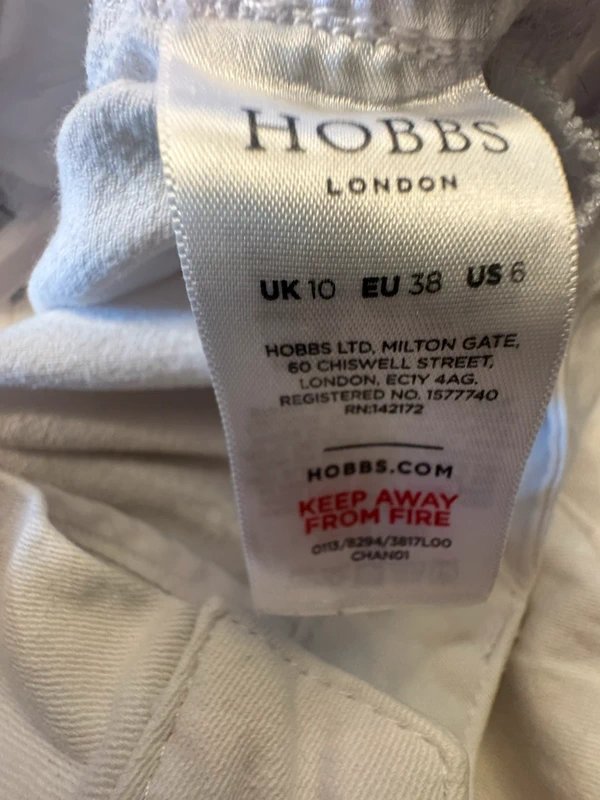 HOBBS
LONDON
UK 10 EU 38 US 6
HOBBS LTD, MILTON GATE,
60 CHISWELL STREET,
LONDON, EC1Y 4AG.
REGISTERED NO. 1577740
RN:142172
HOBBS.COM
KEEP AWAY
FROM FIRE
0113/8294/3817L00
CHAN01